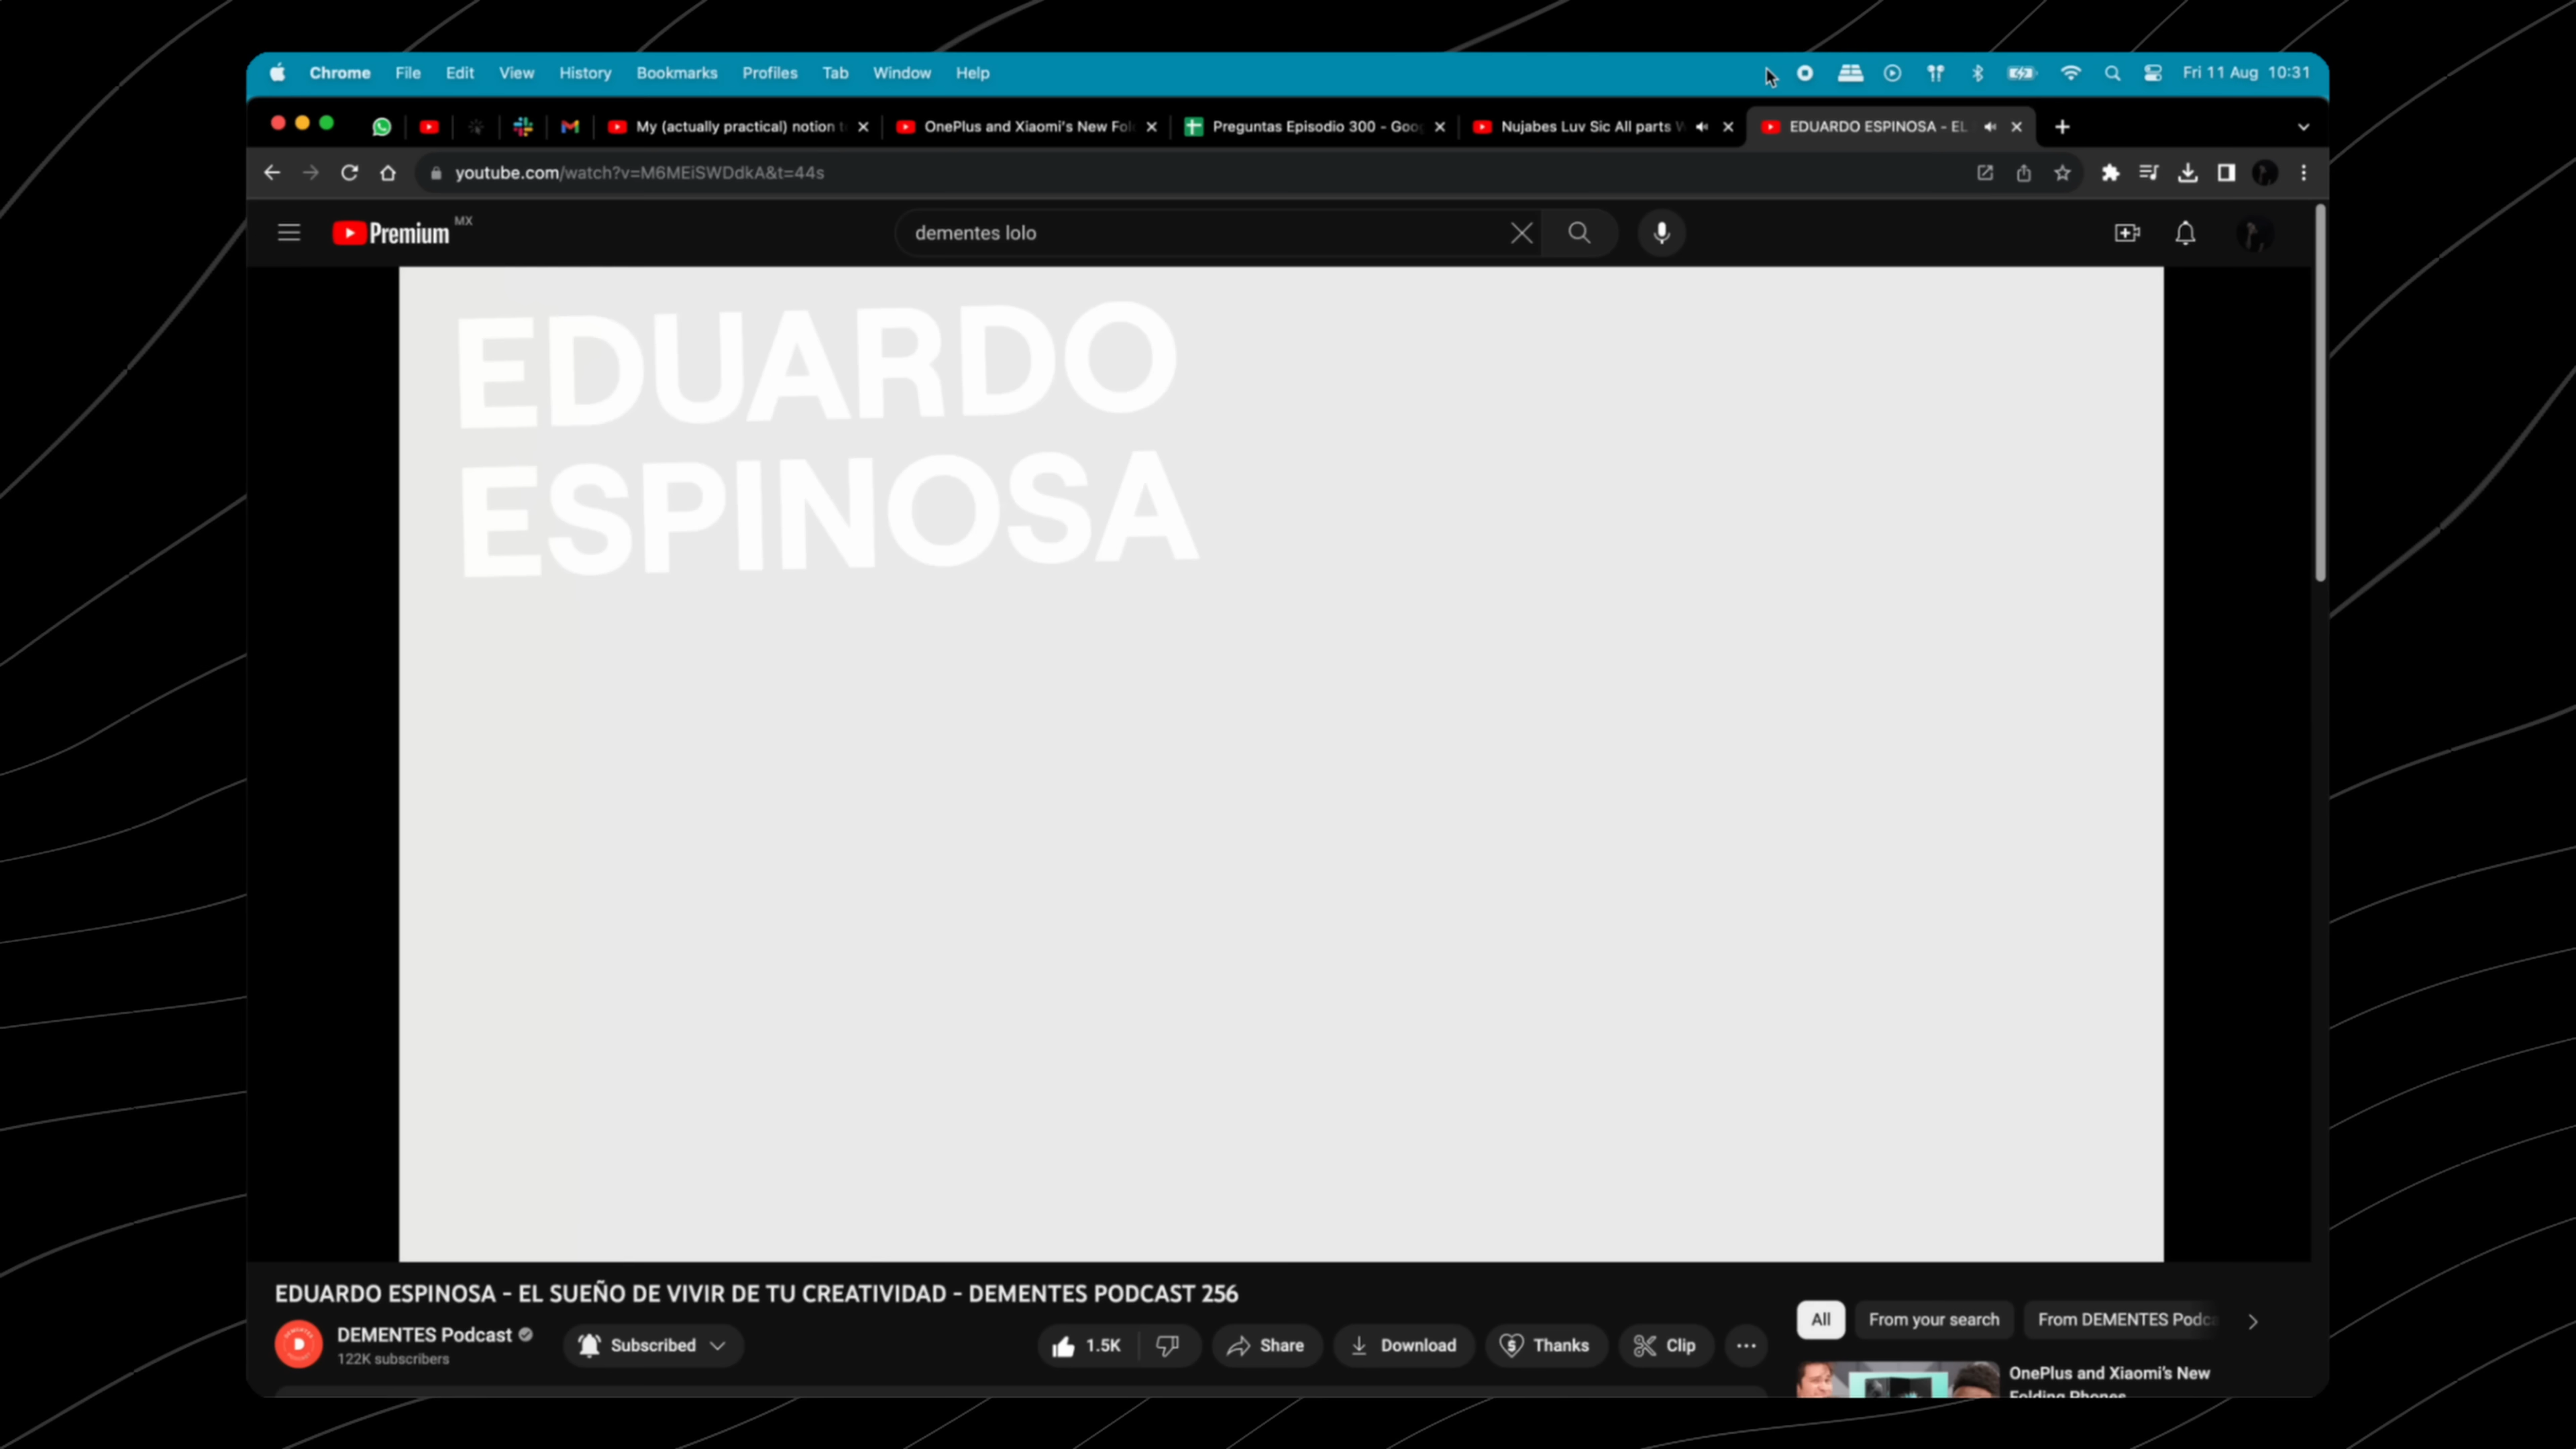 Chrome File Edit View History Bookmarks Profiles Tab Window Help Fri 11 Aug 10:31
My (actually practical) notion OnePlus and Xiaomi's New Fol Preguntas Episodio 300 - Goo Nujabes Luv Sic All parts EDUARDO ESPINOSA - EL
youtube.com/watch?v=M6MEiSWDdkA&t=44s
Premium MX dementes lolo
EDUARDO
ESPINOSA
EDUARDO ESPINOSA - EL SUEÑO DE VIVIR DE TU CREATIVIDAD - DEMENTES PODCAST 256
All From your search From DEMENTES Podc
DEMENTES Podcast
122K subscribers
Subscribed 1.5K Share Download Thanks Clip
OnePlus and Xiaomi's New
Folding Phones